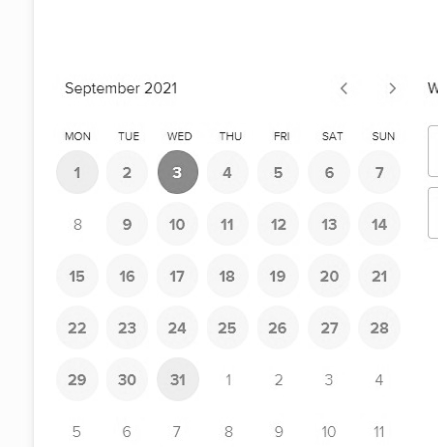 September 2021
W
MON TUE WED THU FRI SAT SUN
1 2 3 4 5 6 7
8 9 10 11 12 13 14
15 16 17 18 19 20 21
22 23 24 25 26 27 28
29 30 31 1 2 3 4
5 6 7 8 9 10 11